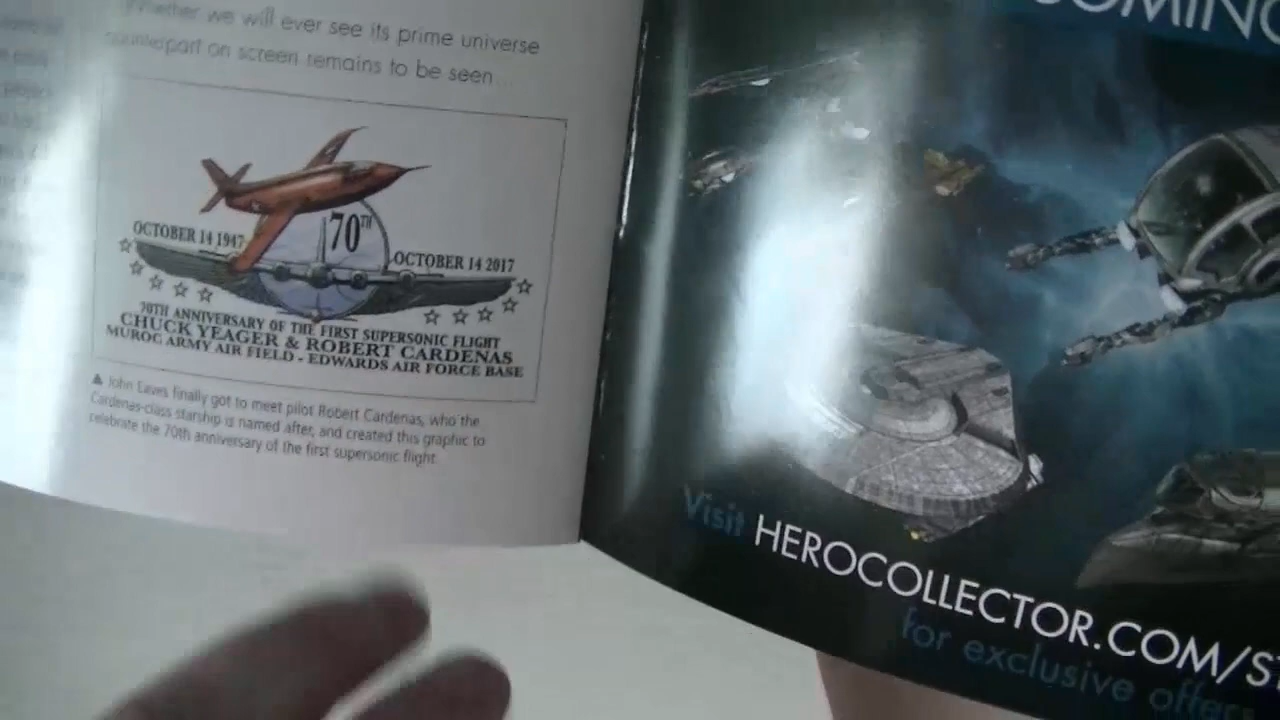 Whether we will ever see its prime universe
counterpart on screen remains to be seen...
70TH
OCTOBER 14 1947
OCTOBER 14 2017
70TH ANNIVERSARY OF THE FIRST SUPERSONIC FLIGHT
CHUCK YEAGER & ROBERT CARDENAS
MUROC ARMY AIR FIELD - EDWARDS AIR FORCE BASE
▲ John Eaves finally got to meet pilot Robert Cardenas, who the
Cardenas-class starship is named after, and created this graphic to
celebrate the 70th anniversary of the first supersonic flight.
Visit HEROCOLLECTOR.COM/ST
for exclusive offers